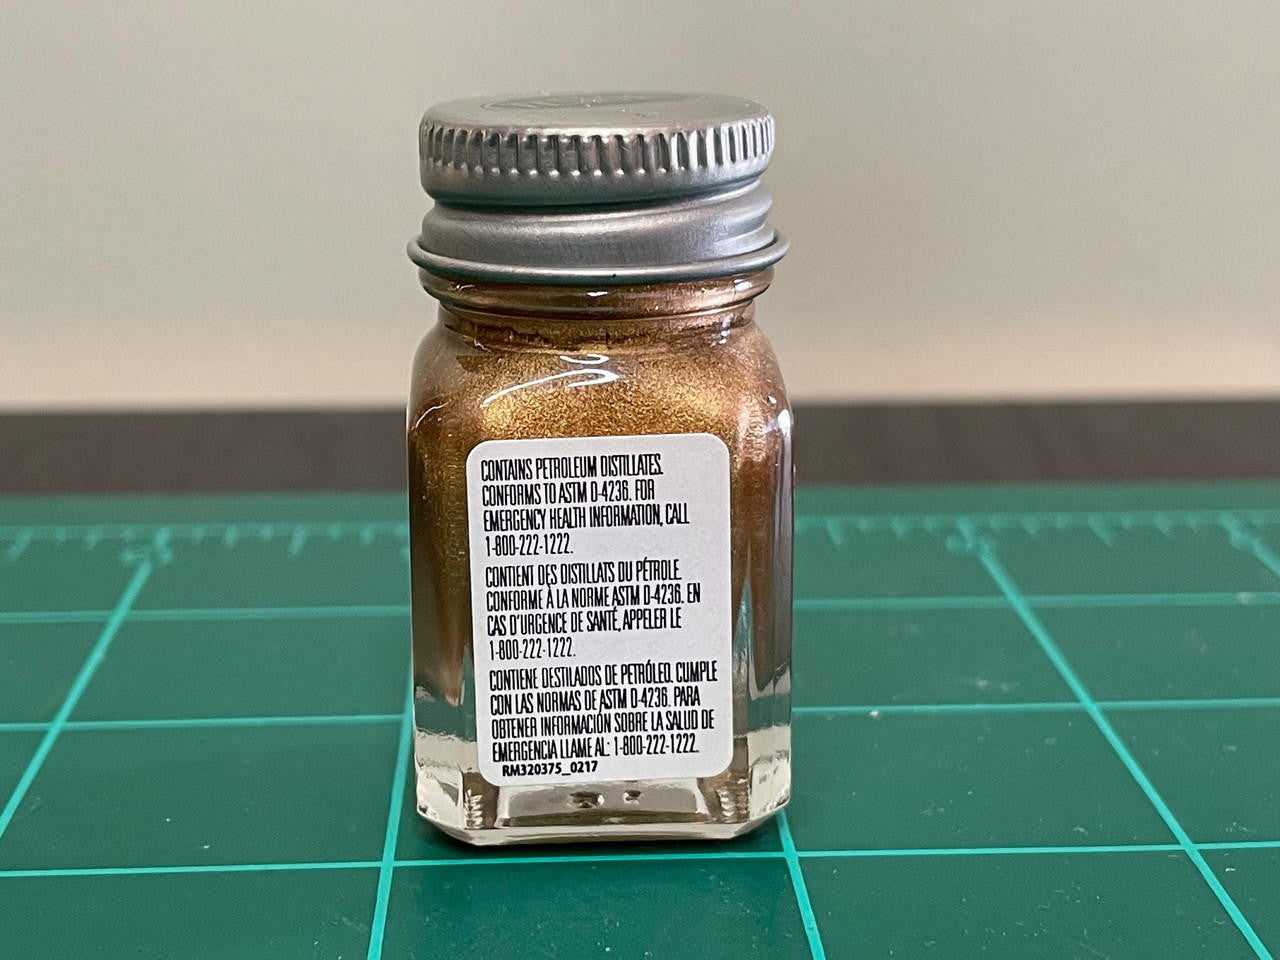 CONTAINS PETROLEUM DISTILLATES.
CONFORMS TO ASTM D-4236. FOR
EMERGENCY HEALTH INFORMATION, CALL
1-800-222-1222.
CONTIENT DES DISTILLATS DU PÉTROLE
CONFORME À LA NORME ASTM D-4236. EN
CAS D'URGENCE DE SANTÉ, APPELER LE
1-800-222-1222.
CONTIENE DESTILADOS DE PETRÓLEO. CUMPLE
CON LAS NORMAS DE ASTM D-4236. PARA
OBTENER INFORMACIÓN SOBRE LA SALUD DE
EMERGENCIA LLAME AL: 1-800-222-1222.
RM320375_0217